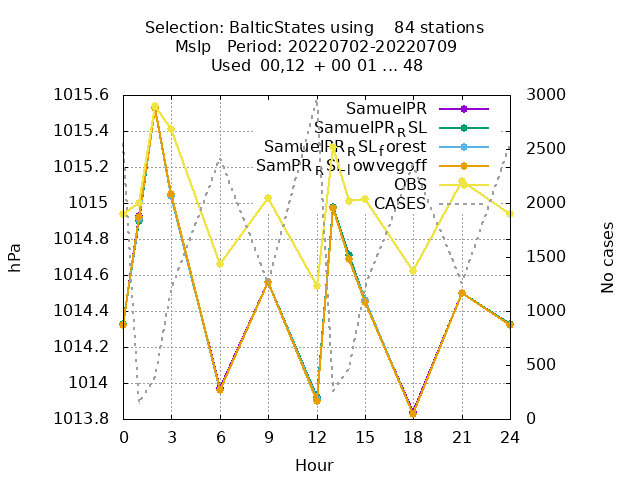 Selection: BalticStates using    84 stations
Mslp   Period: 20220702-20220709
Used  00,12  + 00 01 ... 48
1015.6
1015.4
1015.2
1015
1014.8
1014.6
1014.4
1014.2
1014
1013.8
hPa
SamuelPR
SamuelPR_RSL
SamuelPR_RSL_forest
SamPR_RSL_lowvegoff
OBS
CASES
3000
2500
2000
1500
1000
500
0
No cases
0 3 6 9 12 15 18 21 24
Hour